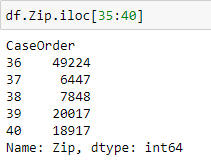 df.Zip.iloc[35:40]
CaseOrder
36    49224
37     6447
38     7848
39    20017
40    18917
Name: Zip, dtype: int64